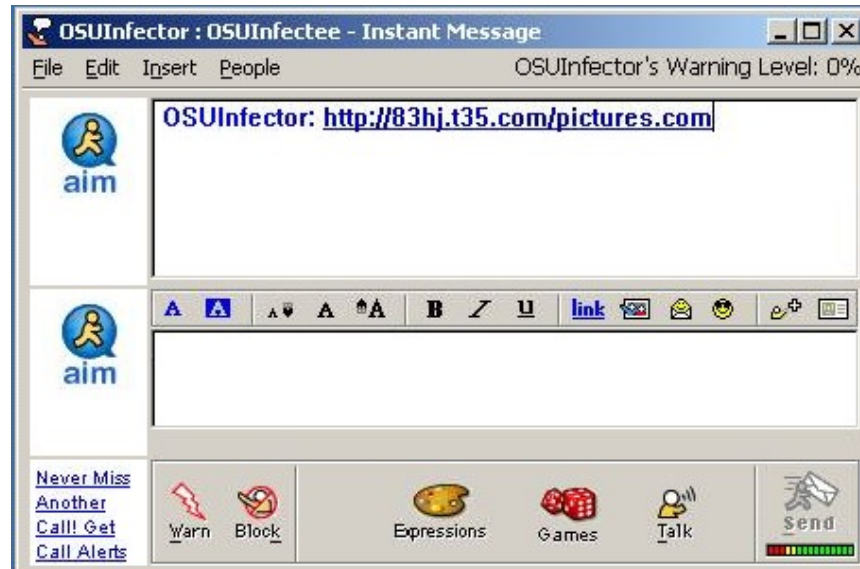 OSUInfector : OSUInfectee - Instant Message
File Edit Insert People OSUInfector's Warning Level: 0%
OSUInfector: http://83hj.t35.com/pictures.com
aim
A A A A A B I u link
aim
Never Miss
Another
Call! Get
Call Alerts
Warn Block Expressions Games Talk Send